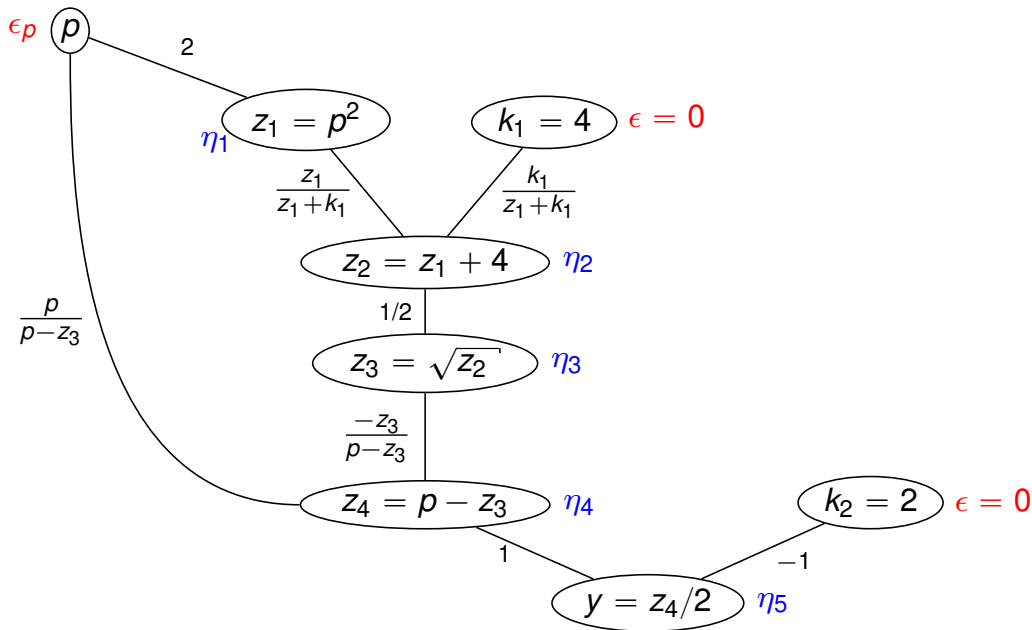 ϵ_p p
2
z₁ = p²
η₁
k₁ = 4 ϵ = 0
z₁/(z₁+k₁)
k₁/(z₁+k₁)
z₂ = z₁ + 4 η₂
1/2
p/(p−z₃)
z₃ = √z₂ η₃
−z₃/(p−z₃)
z₄ = p − z₃ η₄
k₂ = 2 ϵ = 0
1
−1
y = z₄/2 η₅